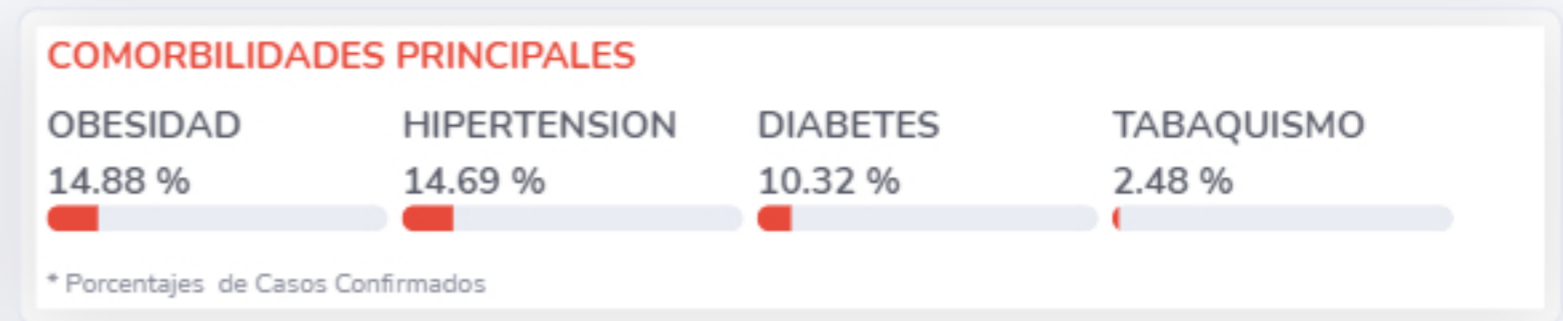 COMORBILIDADES PRINCIPALES
OBESIDAD HIPERTENSION DIABETES TABAQUISMO
14.88 % 14.69 % 10.32 % 2.48 %
* Porcentajes de Casos Confirmados